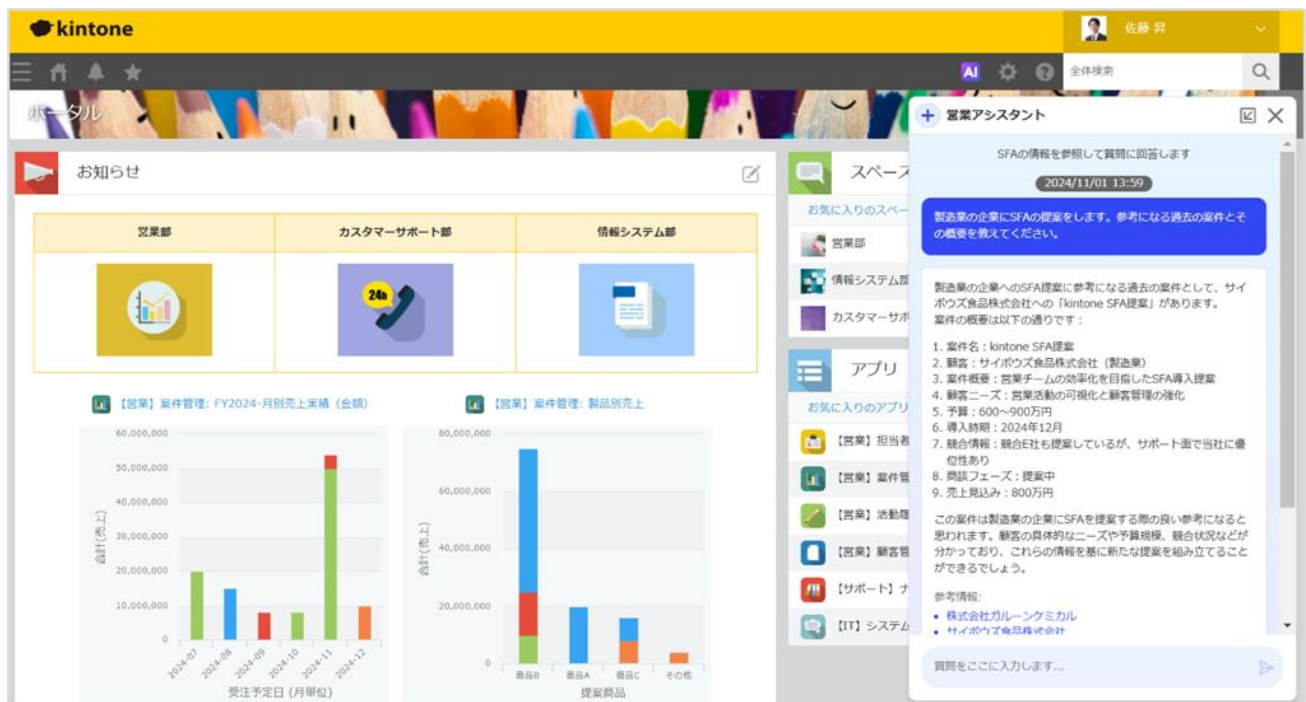 kintone
佐藤 昇
AI
全体検索
ポータル
お知らせ
営業部
カスタマーサポート部
情報システム部
24h
【営業】案件管理: FY2024-月別売上実績（金額）
60,000,000
50,000,000
40,000,000
30,000,000
20,000,000
10,000,000
0
合計(売上)
2024-07
2024-08
2024-09
2024-10
2024-11
2024-12
受注予定日 (月単位)
【営業】案件管理: 製品別売上
80,000,000
60,000,000
40,000,000
20,000,000
0
合計(売上)
商品B
商品A
商品C
その他
提案商品
スペース
お気に入りのスペー
営業部
情報システム部
カスタマーサポ
アプリ
お気に入りのアプリ
【営業】担当者
【営業】案件管
【営業】活動履
【営業】顧客管
【サポート】ナ
【IT】システム
営業アシスタント
SFAの情報を参照して質問に回答します
2024/11/01 13:59
製造業の企業にSFAの提案をします。参考になる過去の案件とそ
の概要を教えてください。
製造業の企業へのSFA提案に参考になる過去の案件として、サイ
ボウズ食品株式会社への「kintone SFA提案」があります。
案件の概要は以下の通りです：
1. 案件名：kintone SFA提案
2. 顧客：サイボウズ食品株式会社（製造業）
3. 案件概要：営業チームの効率化を目指したSFA導入提案
4. 顧客ニーズ：営業活動の可視化と顧客管理の強化
5. 予算：600～900万円
6. 導入時期：2024年12月
7. 競合情報：競合E社も提案しているが、サポート面で当社に優
位性あり
8. 商談フェーズ：提案中
9. 売上見込み：800万円
この案件は製造業の企業にSFAを提案する際の良い参考になると
思われます。顧客の具体的なニーズや予算規模、競合状況などが
分かっており、これらの情報を基に新たな提案を組み立てること
ができるでしょう。
参考情報:
• 株式会社ガルーンケミカル
• サイボウズ食品株式会社
質問をここに入力します...